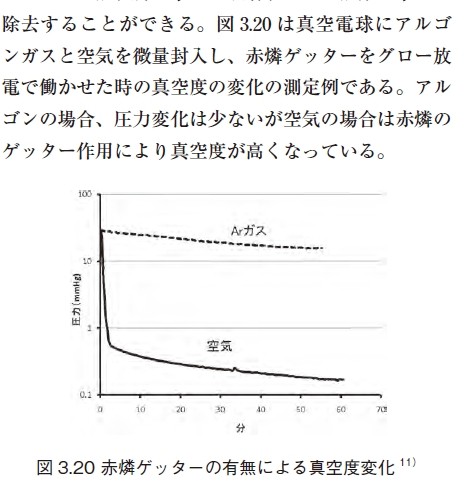 除去することができる。図3.20は真空電球にアルゴ
ンガスと空気を微量封入し、赤燐ゲッターをグロー放
電で働かせた時の真空度の変化の測定例である。アル
ゴンの場合、圧力変化は少ないが空気の場合は赤燐の
ゲッター作用により真空度が高くなっている。
100
10
1
0.1
圧力(mmHg)
Arガス
空気
0 10 20 30 40 50 60 70
分
図3.20 赤燐ゲッターの有無による真空度変化 11)